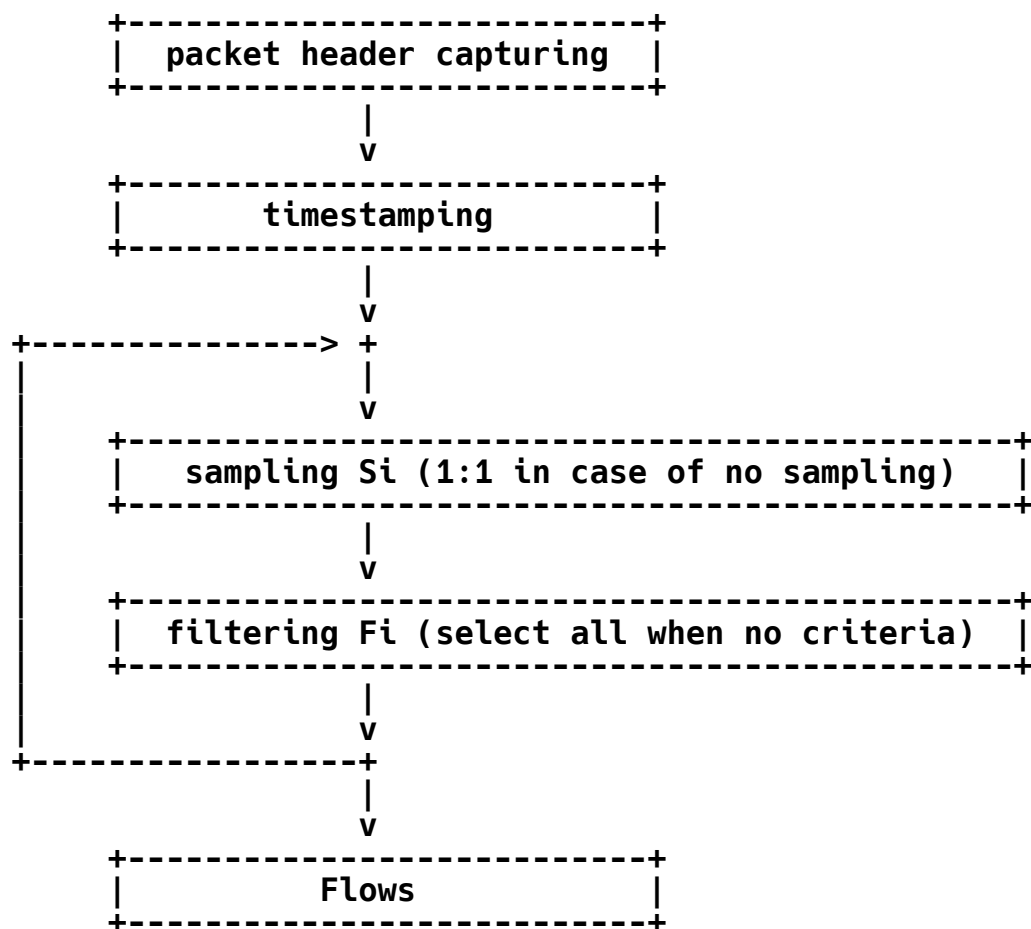 packet header capturing
timestamping
sampling Si (1:1 in case of no sampling)
filtering Fi (select all when no criteria)
Flows